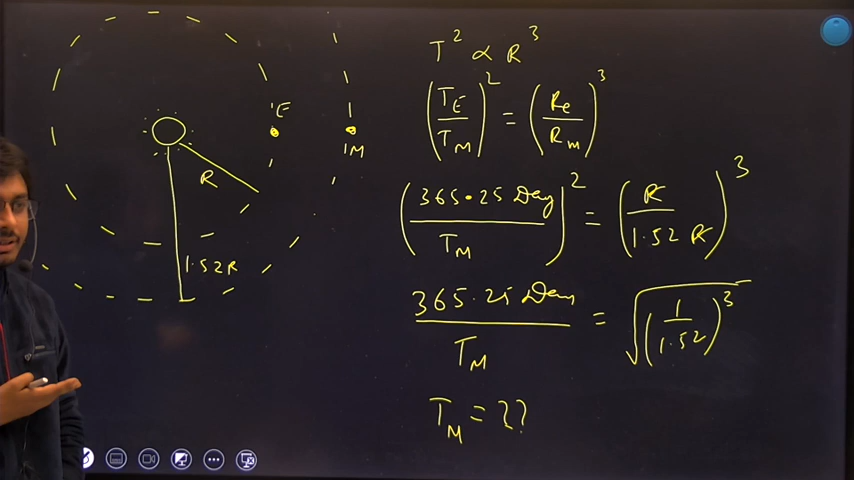 E
M
R
1.52R
T² ∝ R³
(T_E/T_M)² = (R_e/R_m)³
(365.25 Day/T_M)² = (R/1.52 R)³
365.25 Day/T_M = √(1/1.52)³
T_M = ??